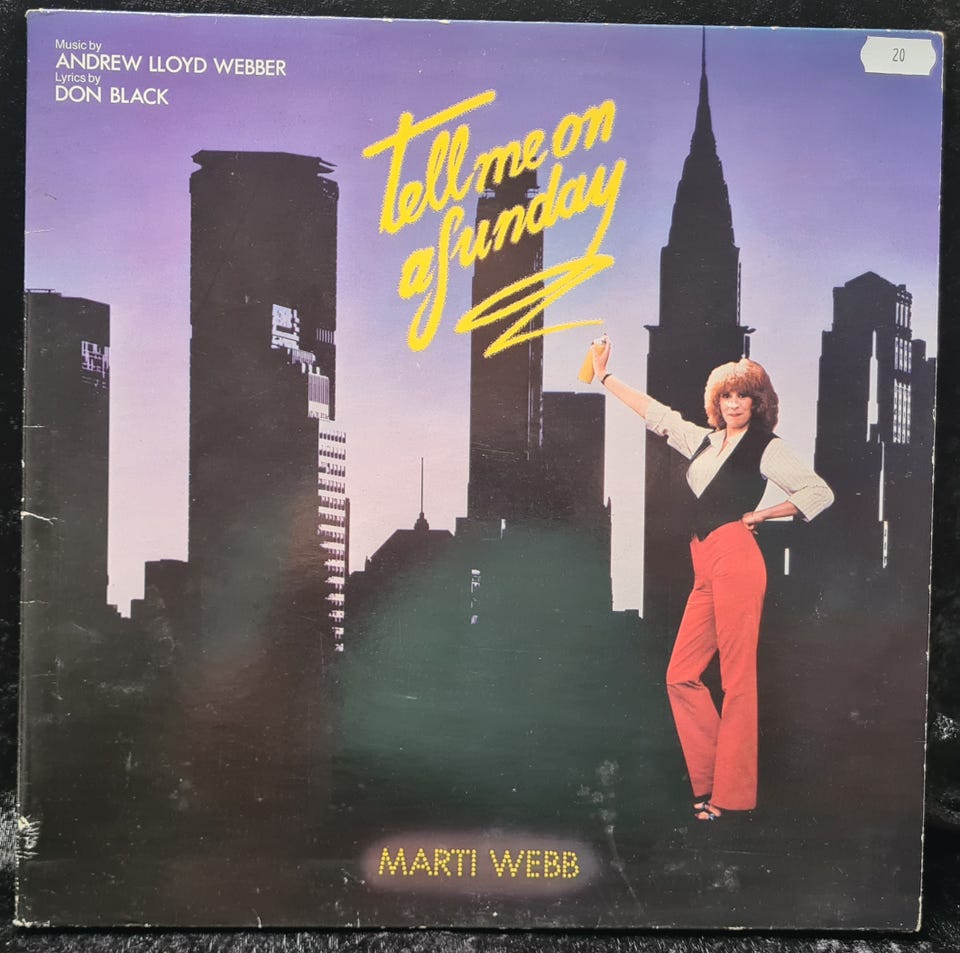 Music by
ANDREW LLOYD WEBBER
Lyrics by
DON BLACK
20
Tell me on
a Sunday
MARTI WEBB